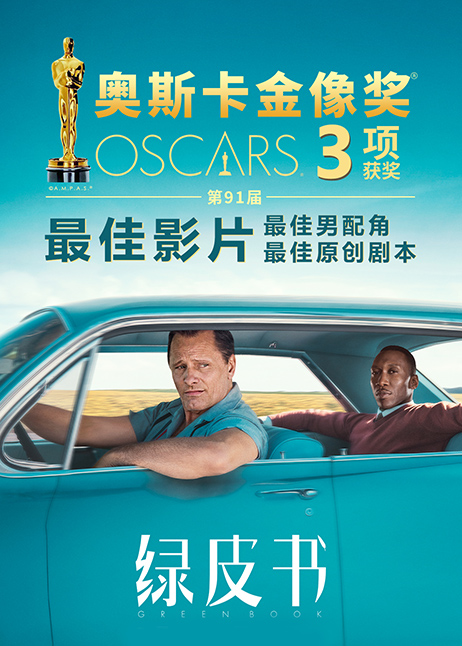 奥斯卡金像奖®
OSCARS®
3项
获奖
©A.M.P.A.S.®
第91届
最佳影片
最佳男配角
最佳原创剧本
绿皮书
GREEN BOOK